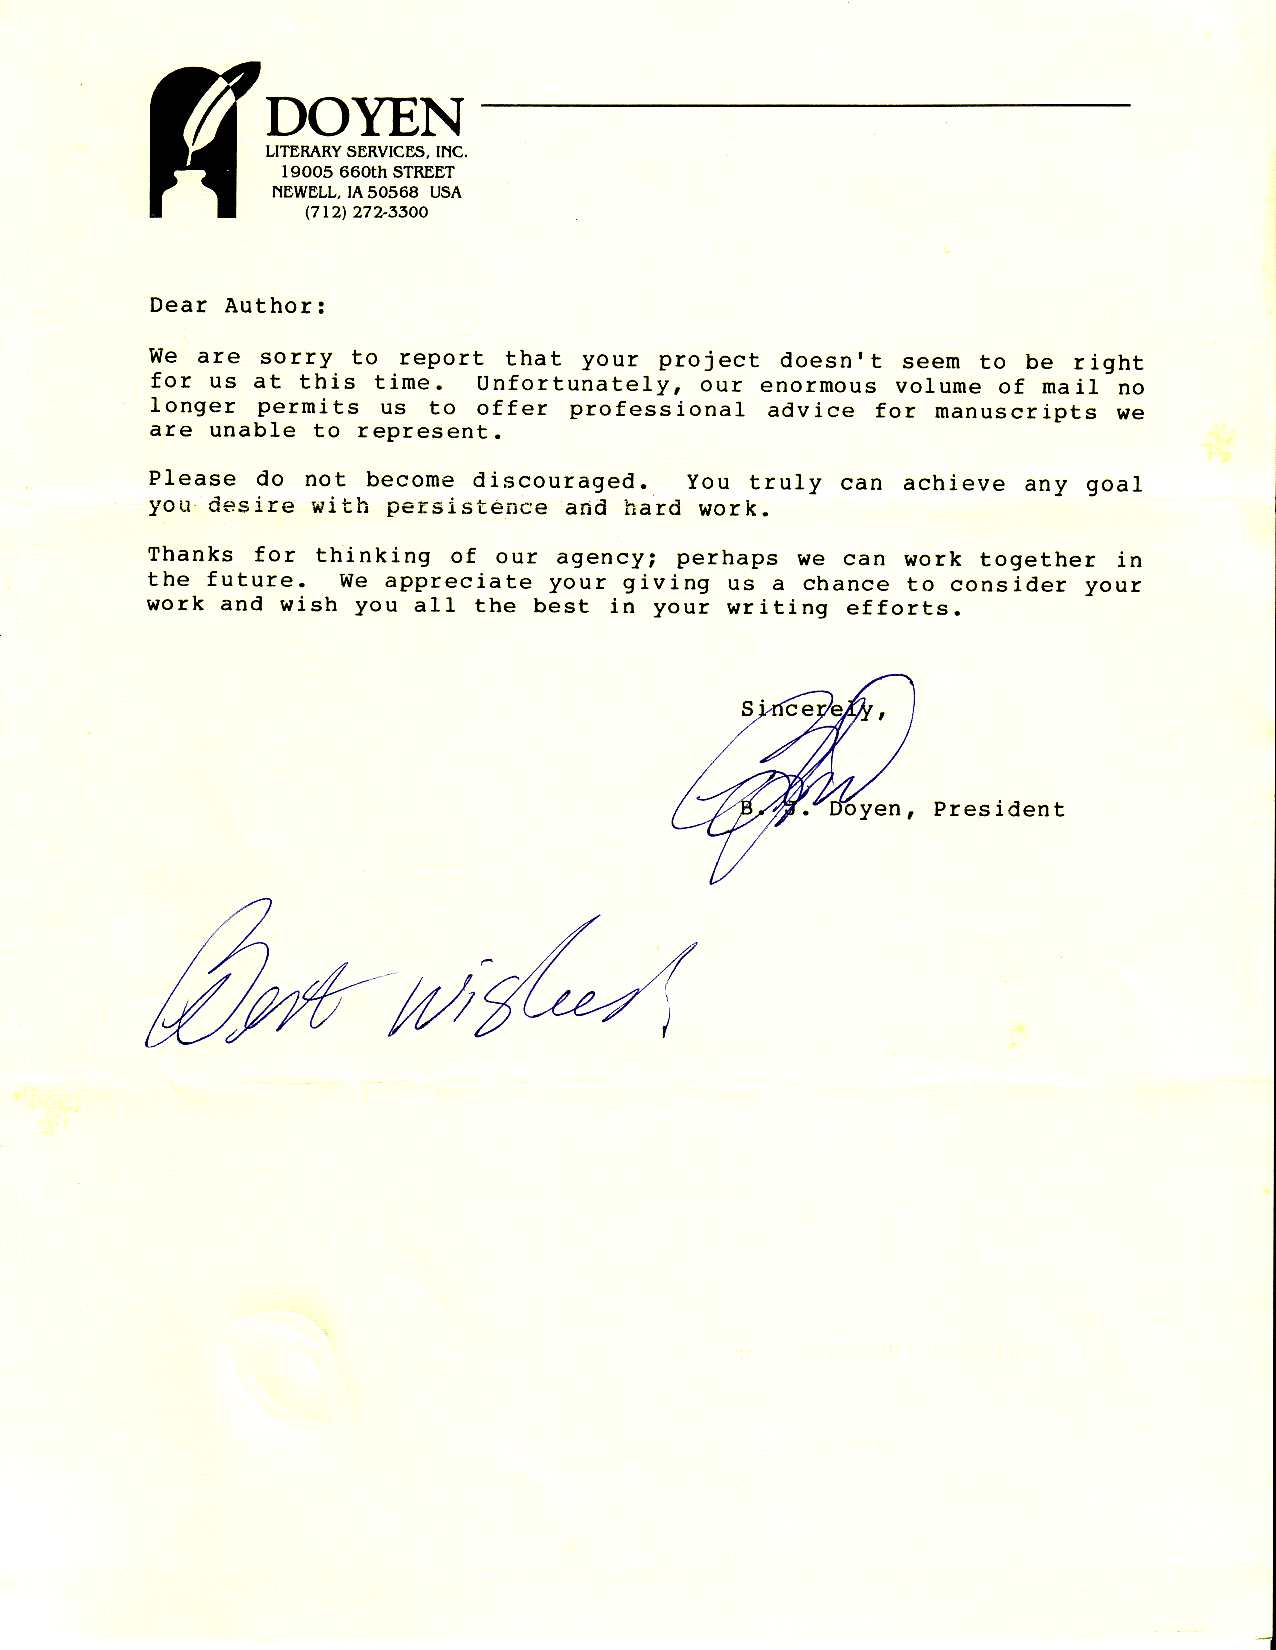 DOYEN
LITERARY SERVICES, INC.
19005 660th STREET
NEWELL, IA 50568 USA
(712) 272-3300
Dear Author:
We are sorry to report that your project doesn't seem to be right
for us at this time. Unfortunately, our enormous volume of mail no
longer permits us to offer professional advice for manuscripts we
are unable to represent.
Please do not become discouraged. You truly can achieve any goal
you desire with persistence and hard work.
Thanks for thinking of our agency; perhaps we can work together in
the future. We appreciate your giving us a chance to consider your
work and wish you all the best in your writing efforts.
Sincerely,
B. J. Doyen, President
Best wishes!